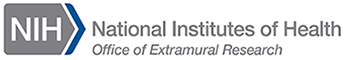 NIH National Institutes of Health
Office of Extramural Research